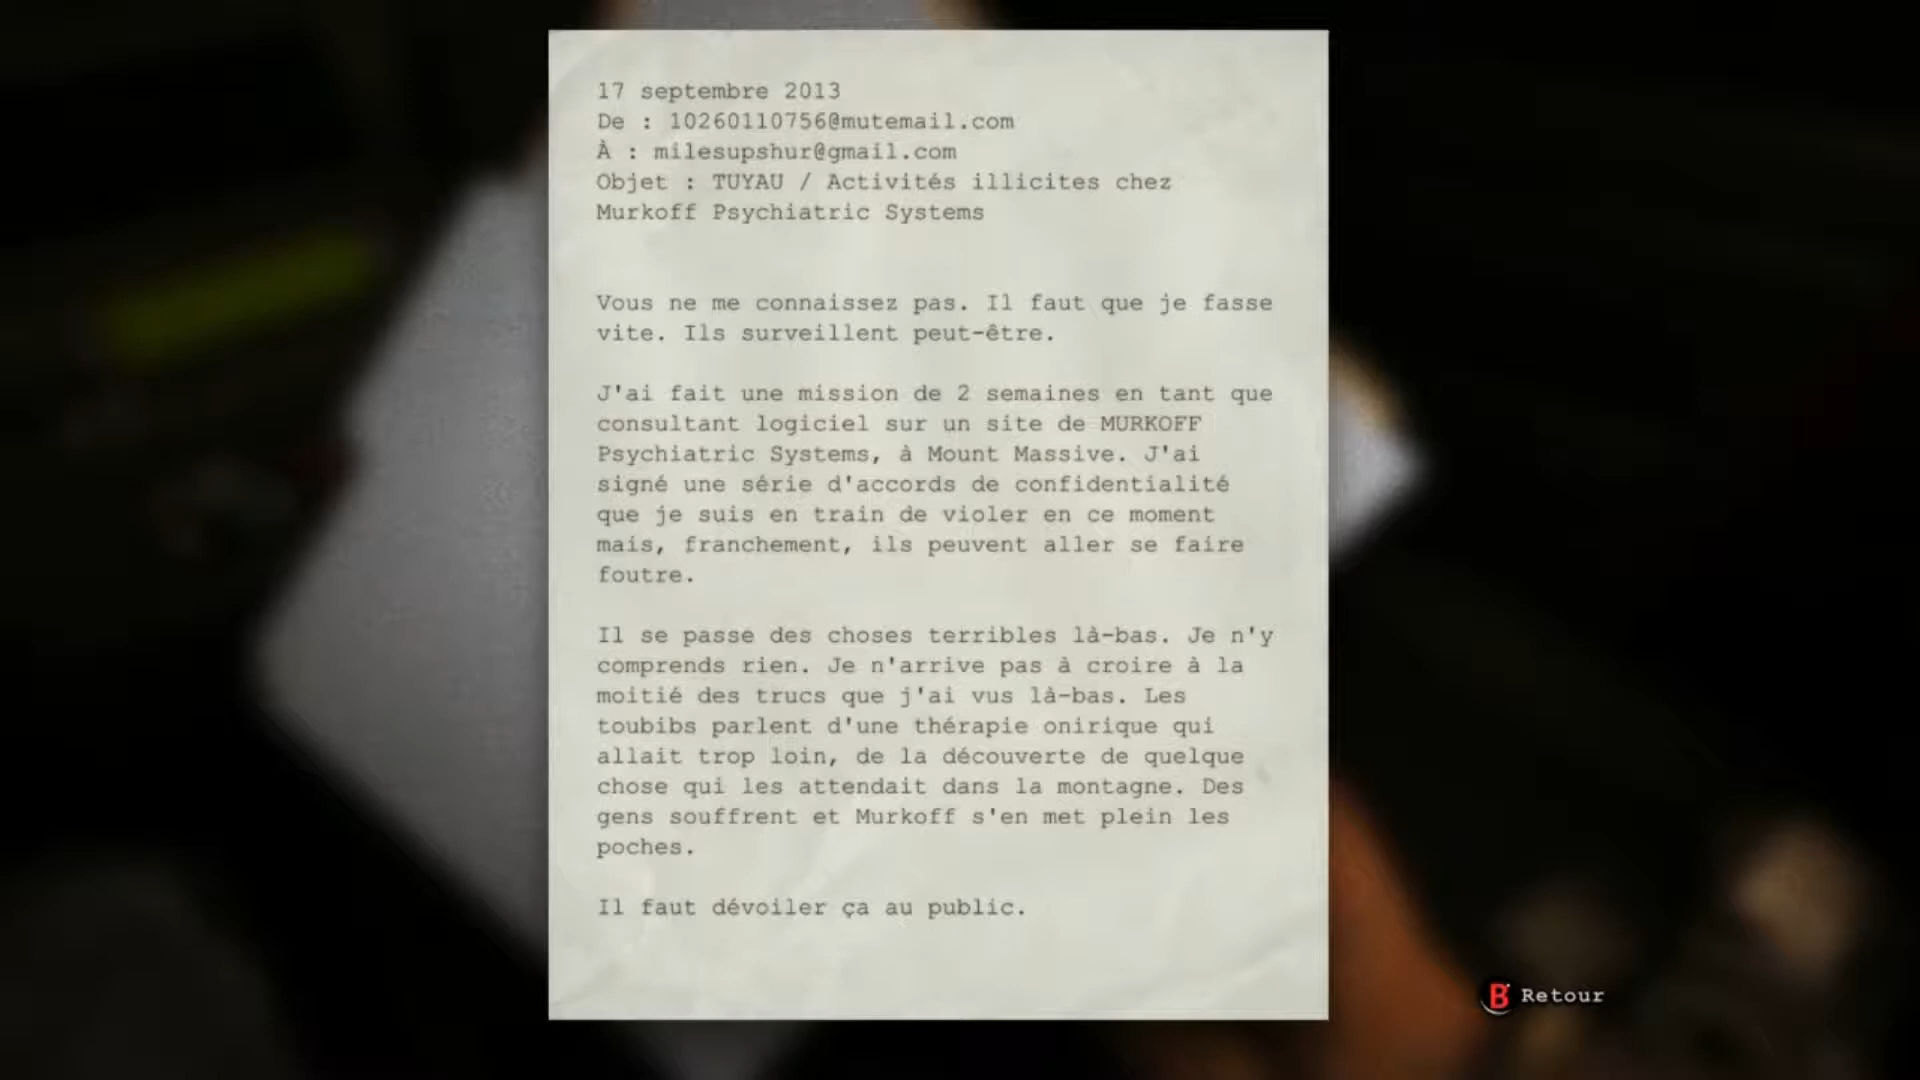 17 septembre 2013
De : 10260110756@mutemail.com
À : milesupshur@gmail.com
Objet : TUYAU / Activités illicites chez
Murkoff Psychiatric Systems
Vous ne me connaissez pas. Il faut que je fasse
vite. Ils surveillent peut-être.
J'ai fait une mission de 2 semaines en tant que
consultant logiciel sur un site de MURKOFF
Psychiatric Systems, à Mount Massive. J'ai
signé une série d'accords de confidentialité
que je suis en train de violer en ce moment
mais, franchement, ils peuvent aller se faire
foutre.
Il se passe des choses terribles là-bas. Je n'y
comprends rien. Je n'arrive pas à croire à la
moitié des trucs que j'ai vus là-bas. Les
toubibs parlent d'une thérapie onirique qui
allait trop loin, de la découverte de quelque
chose qui les attendait dans la montagne. Des
gens souffrent et Murkoff s'en met plein les
poches.
Il faut dévoiler ça au public.
B Retour